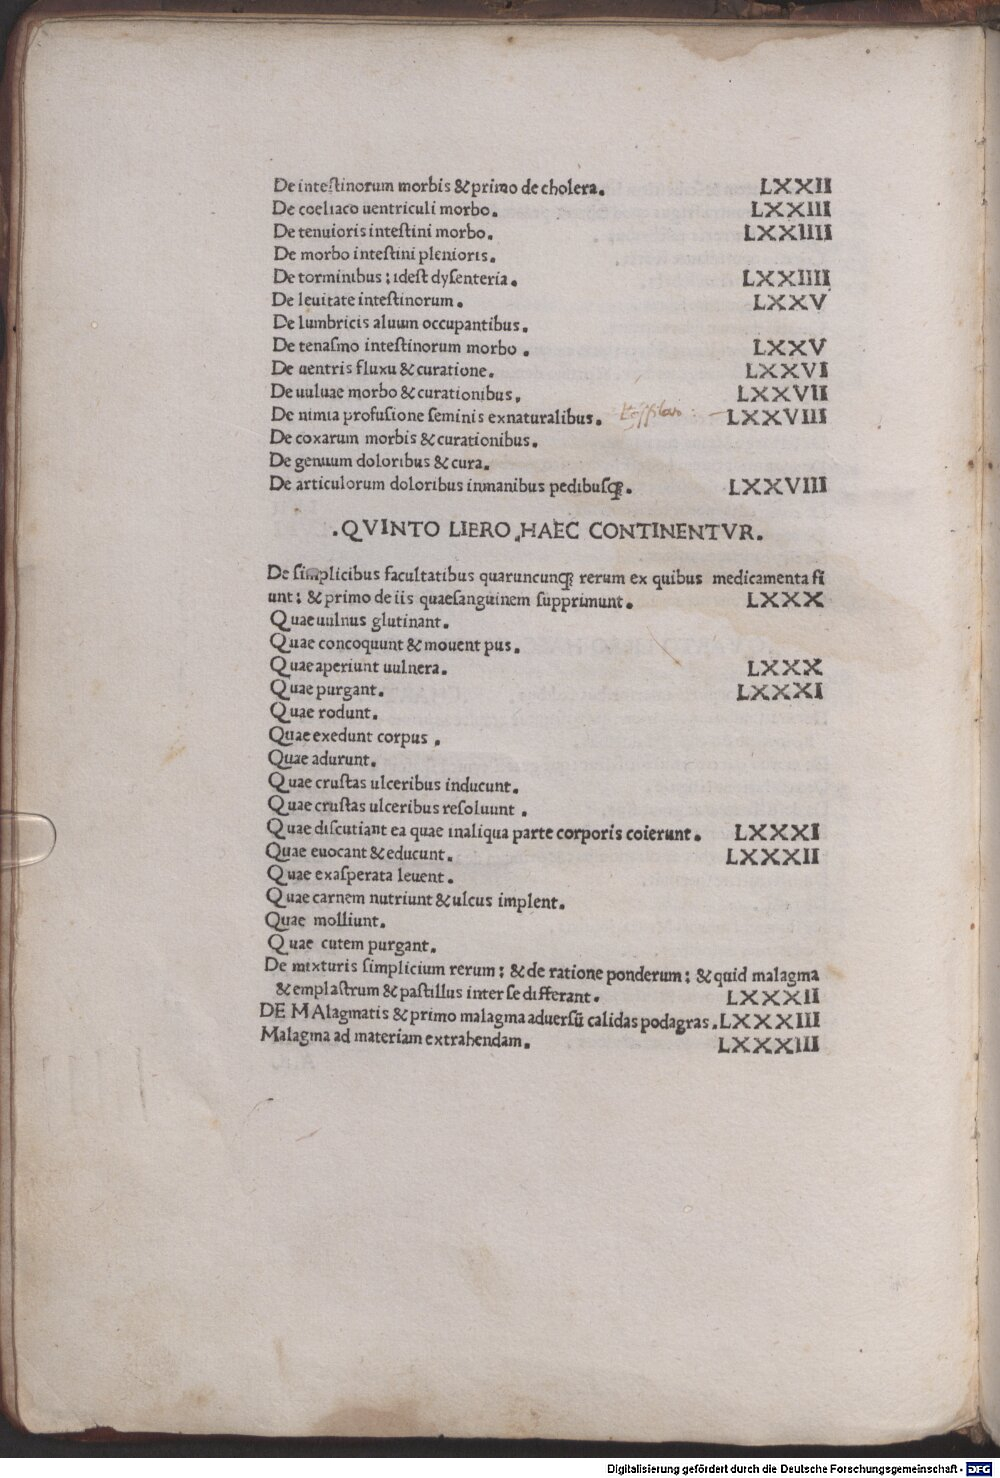 De intestinorum morbis & primo de cholera. LXXII
De coeliaco uentriculi morbo. LXXIII
De tenuioris intestini morbo. LXXIIII
De morbo intestini plenioris.
De torminibus: idest dysenteria. LXXIIII
De leuitate intestinorum. LXXV
De lumbricis aluum occupantibus.
De tenasmo intestinorum morbo. LXXV
De uentris fluxu & curatione. LXXVI
De uuluae morbo & curationibus. LXXVII
De nimia profusione seminis exnaturalibus. LXXVIII
De coxarum morbis & curationibus.
De genuum doloribus & cura.
De articulorum doloribus inmanibus pedibusqꝫ. LXXVIII
.QVINTO LIBRO HAEC CONTINENTVR.
De simplicibus facultatibus quaruncunqꝫ rerum ex quibus medicamenta fi
unt: & primo de iis quaesanguinem supprimunt. LXXX
Quae uulnus glutinant.
Quae concoquunt & mouent pus.
Quae aperiunt uulnera. LXXX
Quae purgant. LXXXI
Quae rodunt.
Quae exedunt corpus.
Quae adurunt.
Quae crustas ulceribus inducunt.
Quae crustas ulceribus resoluunt.
Quae discutiant ea quae inaliqua parte corporis coierunt. LXXXI
Quae euocant & educunt. LXXXII
Quae exasperata leuent.
Quae carnem nutriunt & ulcus implent.
Quae molliunt.
Quae cutem purgant.
De mixturis simplicium rerum: & de ratione ponderum: & quid malagma
& emplastrum & pastillus inter se differant. LXXXII
DE MAlagmatis & primo malagma aduersū calidas podagras. LXXXIII
Malagma ad materiam extrahendam. LXXXIII
Digitalisierung gefördert durch die Deutsche Forschungsgemeinschaft - DFG